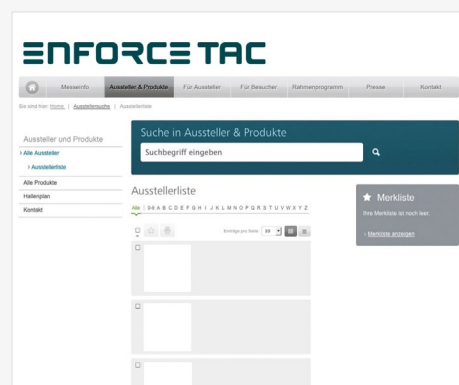 ENFORCE TAC
Messeinfo Aussteller & Produkte Für Aussteller Für Besucher Rahmenprogramm Presse Kontakt
Sie sind hier: Home | Ausstellersuche | Ausstellerliste
Aussteller und Produkte
› Alle Aussteller
› Ausstellerliste
Alle Produkte
Hallenplan
Kontakt
Suche in Aussteller & Produkte
Suchbegriff eingeben
Ausstellerliste
Alle | 0-9 A B C D E F G H I J K L M N O P Q R S T U V W X Y Z
Einträge pro Seite
Merkliste
Ihre Merkliste ist noch leer.
› Merkliste anzeigen